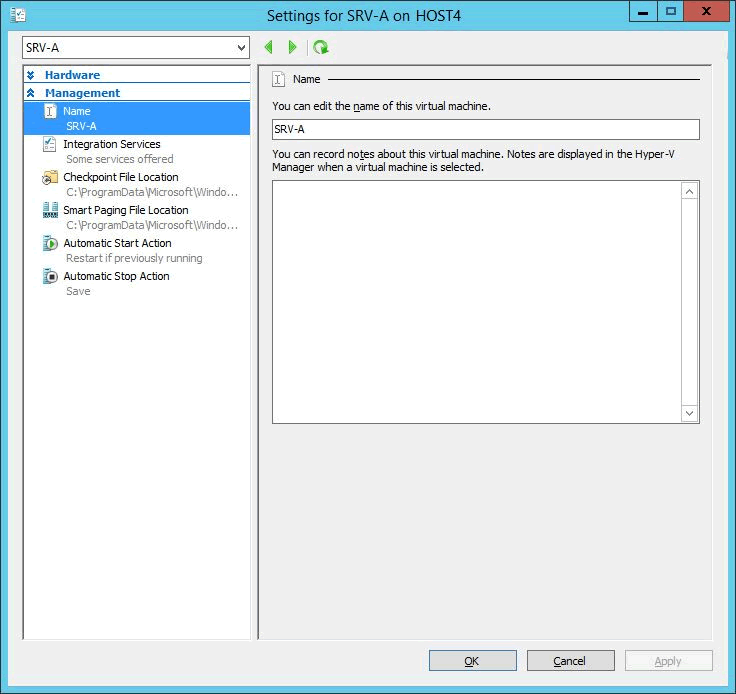 Settings for SRV-A on HOST4
SRV-A
Hardware
Management
Name
SRV-A
Integration Services
Some services offered
Checkpoint File Location
C:\ProgramData\Microsoft\Windo...
Smart Paging File Location
C:\ProgramData\Microsoft\Windo...
Automatic Start Action
Restart if previously running
Automatic Stop Action
Save
Name
You can edit the name of this virtual machine.
SRV-A
You can record notes about this virtual machine. Notes are displayed in the Hyper-V
Manager when a virtual machine is selected.
OK
Cancel
Apply